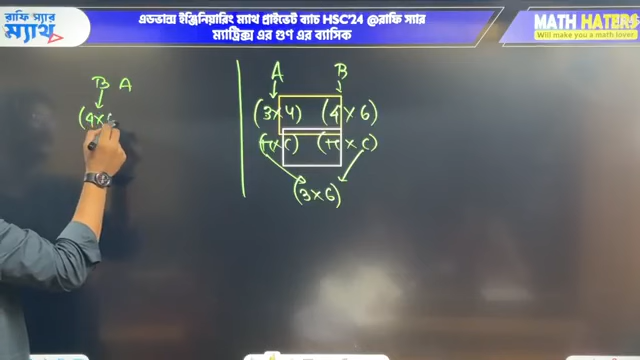 রাফি স্যার
ম্যাথ
এডভান্স ইঞ্জিনিয়ারিং ম্যাথ প্রাইভেট ব্যাচ HSC'24 @রাফি স্যার
ম্যাট্রিক্স এর গুণ এর ব্যাসিক
MATH HATERS
Will make you a math lover
B A
(4×
A B
(3×4) (4×6)
(r×c) (r×c)
(3×6)